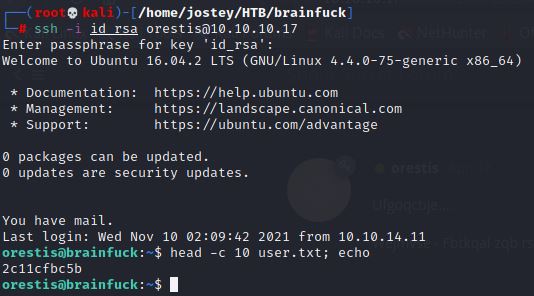 ┌──(root💀kali)-[/home/jostey/HTB/brainfuck]
└─# ssh -i id_rsa orestis@10.10.10.17
Enter passphrase for key 'id_rsa':
Welcome to Ubuntu 16.04.2 LTS (GNU/Linux 4.4.0-75-generic x86_64)
* Documentation:  https://help.ubuntu.com
* Management:     https://landscape.canonical.com
* Support:        https://ubuntu.com/advantage
0 packages can be updated.
0 updates are security updates.
You have mail.
Last login: Wed Nov 10 02:09:42 2021 from 10.10.14.11
orestis@brainfuck:~$ head -c 10 user.txt; echo
2c11cfbc5b
orestis@brainfuck:~$